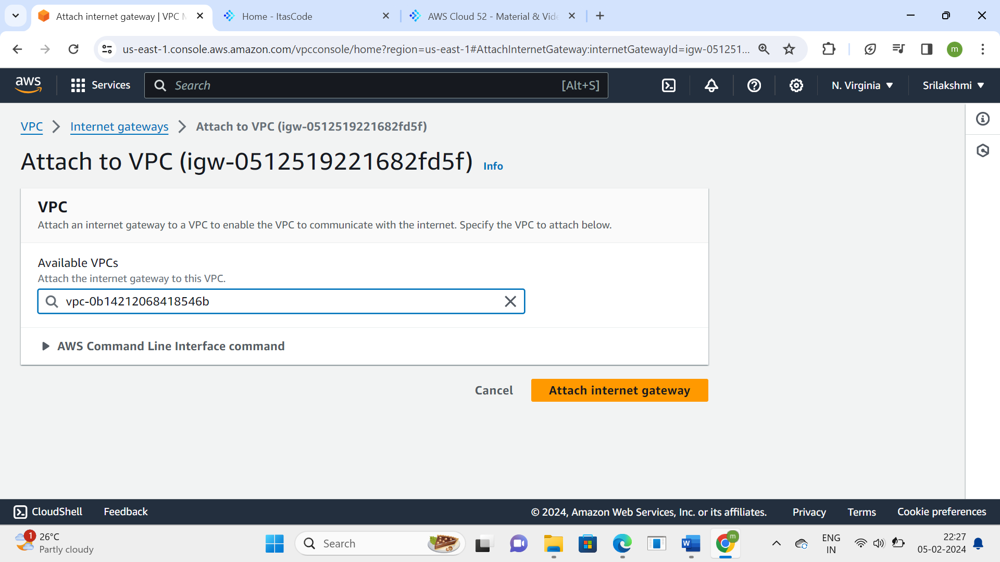 Attach internet gateway | VPC
Home - ItasCode
AWS Cloud 52 - Material & Vid
us-east-1.console.aws.amazon.com/vpcconsole/home?region=us-east-1#AttachInternetGateway:internetGatewayId=igw-051251...
m
aws
Services
Search
[Alt+S]
N. Virginia
Srilakshmi
VPC
Internet gateways
Attach to VPC (igw-0512519221682fd5f)
Attach to VPC (igw-0512519221682fd5f)
Info
VPC
Attach an internet gateway to a VPC to enable the VPC to communicate with the internet. Specify the VPC to attach below.
Available VPCs
Attach the internet gateway to this VPC.
vpc-0b14212068418546b
AWS Command Line Interface command
Cancel
Attach internet gateway
CloudShell
Feedback
© 2024, Amazon Web Services, Inc. or its affiliates.
Privacy
Terms
Cookie preferences
1
26°C
Partly cloudy
Search
W
m
ENG
IN
22:27
05-02-2024